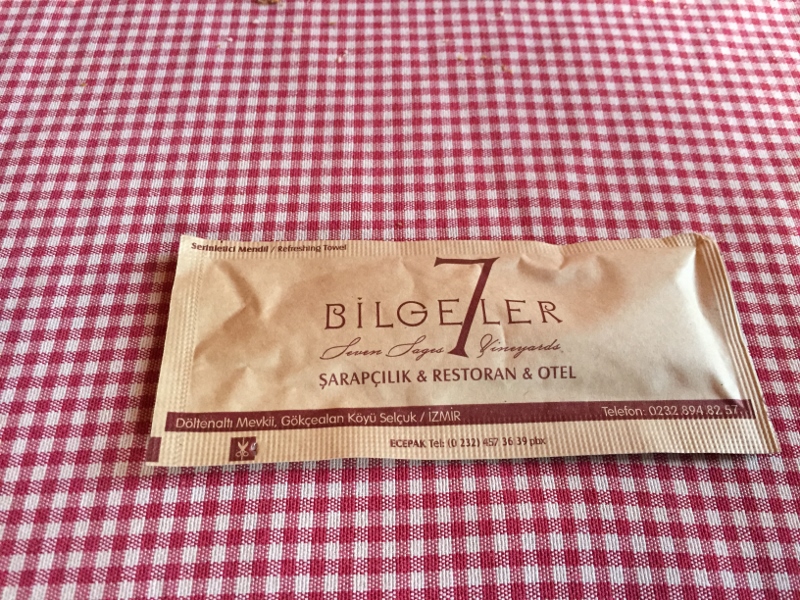 Serinletici Mendil / Refreshing Towel
BİLGE7LER
Seven Sages Vineyards
ŞARAPÇILIK & RESTORAN & OTEL
Döltenaltı Mevkii, Gökçealan Köyü Selçuk / İZMİR
Telefon: 0232.894.82.57
ECEPAK Tel: (0 232) 457 36 39 pbx